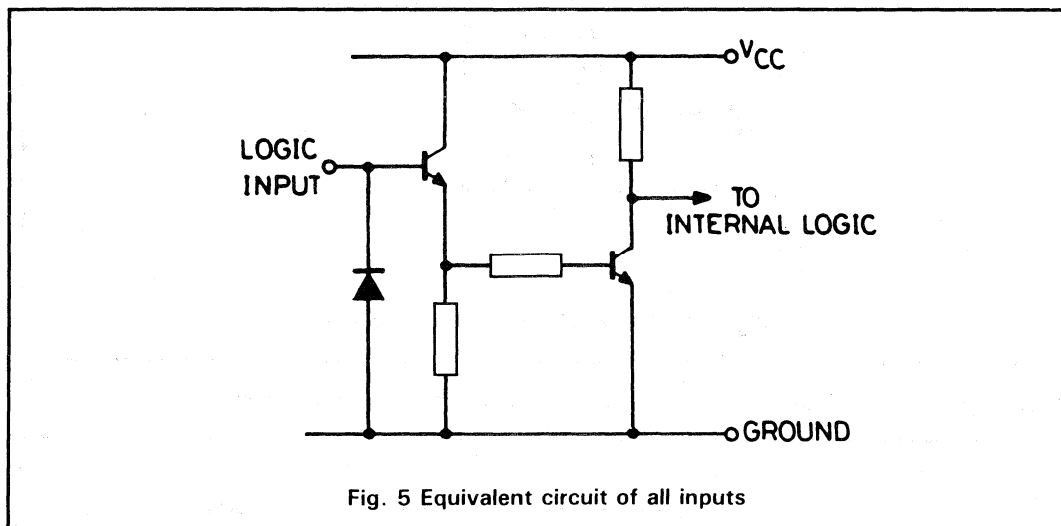 VCC
LOGIC
INPUT
TO
INTERNAL LOGIC
GROUND
Fig. 5 Equivalent circuit of all inputs